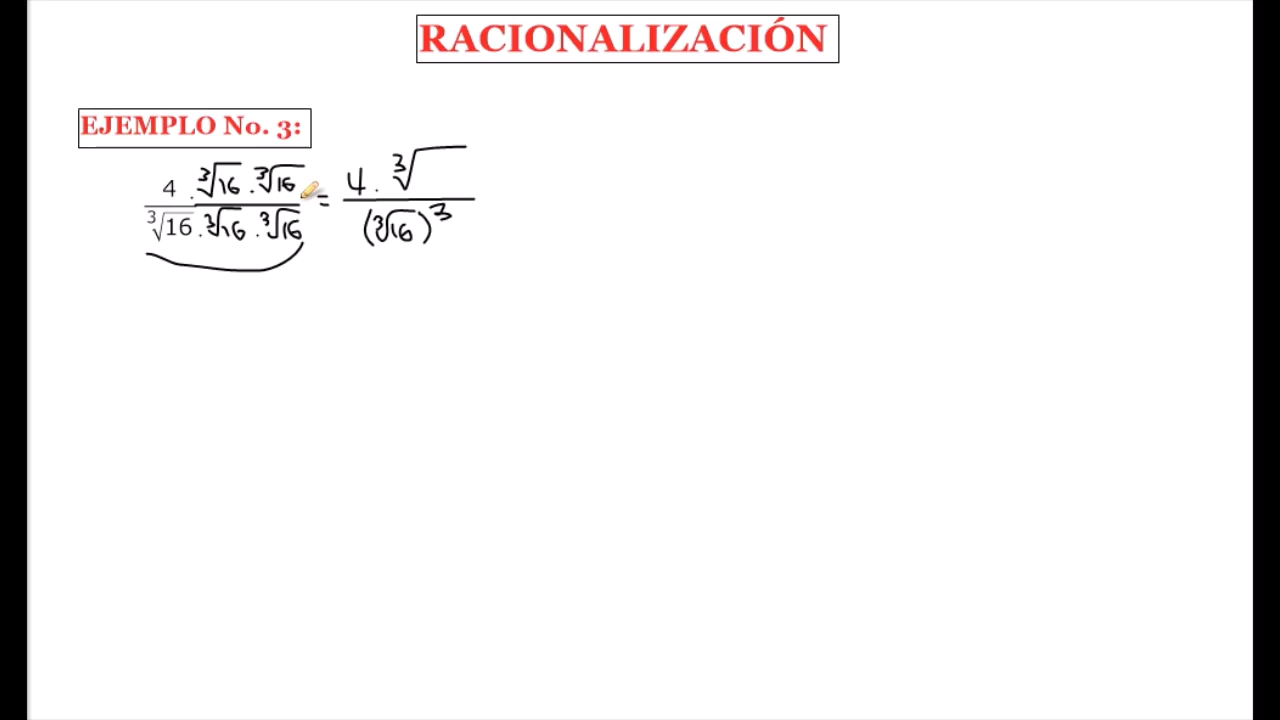 RACIONALIZACIÓN
EJEMPLO No. 3:
4 . ∛16 . ∛16 = 4 . ∛
∛16 . ∛16 . ∛16 (∛16)³